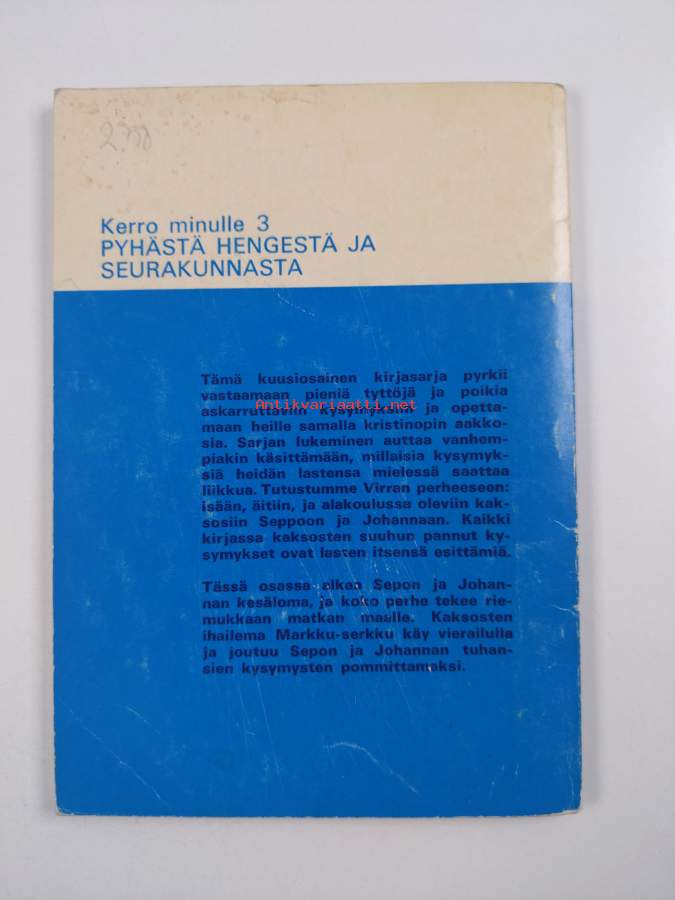 Kerro minulle 3
PYHÄSTÄ HENGESTÄ JA
SEURAKUNNASTA
Tämä kuusiosainen kirjasarja pyrkii
vastaamaan pieniä tyttöjä ja poikia
Antikvariaatti.net
askarruttaviin kysymyksiin ja opetta-
maan heille samalla kristinopin aakko-
sia. Sarjan lukeminen auttaa vanhem-
piakin käsittämään, millaisia kysymyk-
siä heidän lastensa mielessä saattaa
liikkua. Tutustumme Virran perheeseen:
isään, äitiin, ja alakoulussa oleviin kak-
sosiin Seppoon ja Johannaan. Kaikki
kirjassa kaksosten suuhun pannut ky-
symykset ovat lasten itsensä esittämiä.
Tässä osassa alkaa Sepon ja Johan-
nan kesäloma, ja koko perhe tekee rie-
mukkaan matkan maalle. Kaksosten
ihailema Markku-serkku käy vierailulla
ja joutuu Sepon ja Johannan tuhan-
sien kysymysten pommittamaksi.